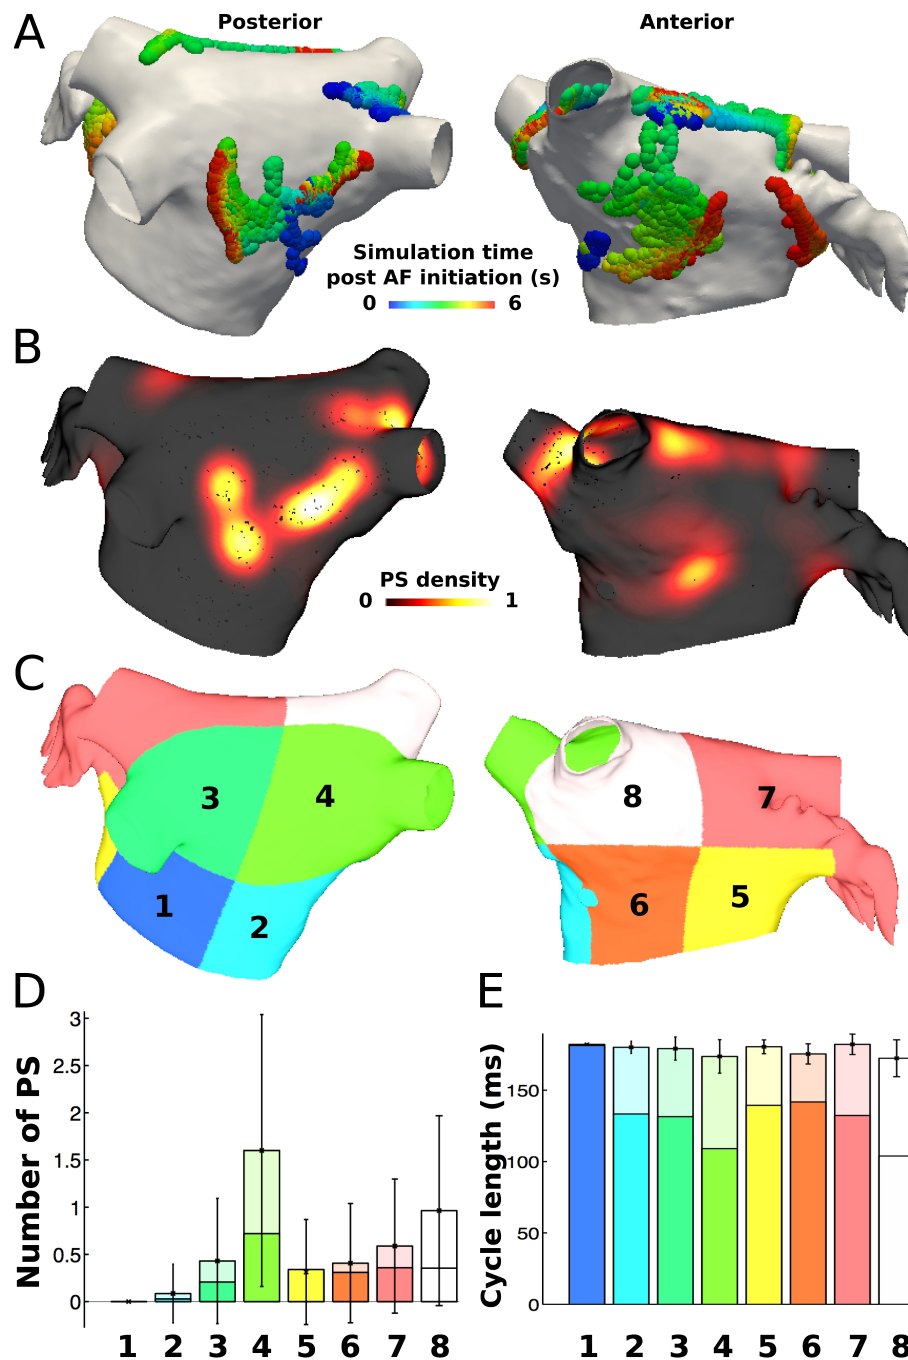 A
Posterior
Anterior
Simulation time
post AF initiation (s)
0
6
B
PS density
0
1
C
3
4
1
2
8
7
6
5
D
E
Number of PS
3
2.5
2
1.5
1
0.5
0
1 2 3 4 5 6 7 8
Cycle length (ms)
150
100
50
0
1 2 3 4 5 6 7 8